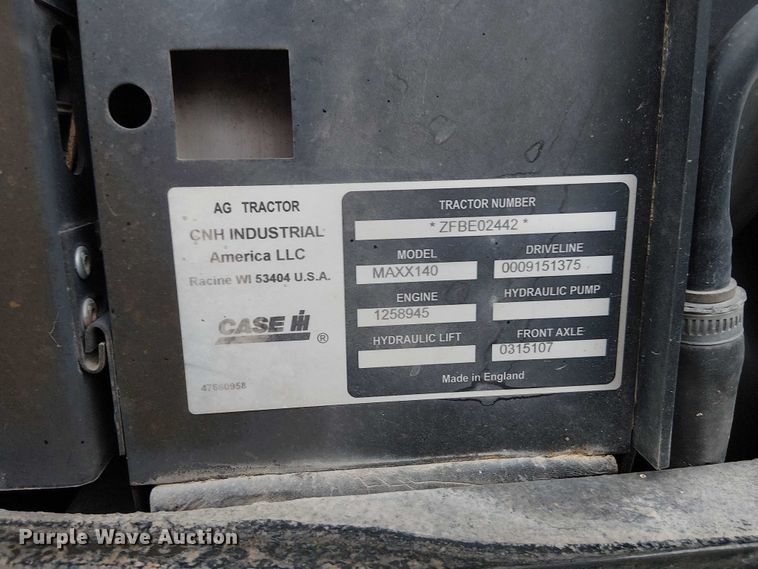 AG TRACTOR
CNH INDUSTRIAL
America LLC
Racine WI 53404 U.S.A.
CASE IH ®
47560958
TRACTOR NUMBER
* ZFBE02442 *
MODEL
MAXX140
DRIVELINE
0009151375
ENGINE
1258945
HYDRAULIC PUMP
HYDRAULIC LIFT
FRONT AXLE
0315107
Made in England
Purple Wave Auction